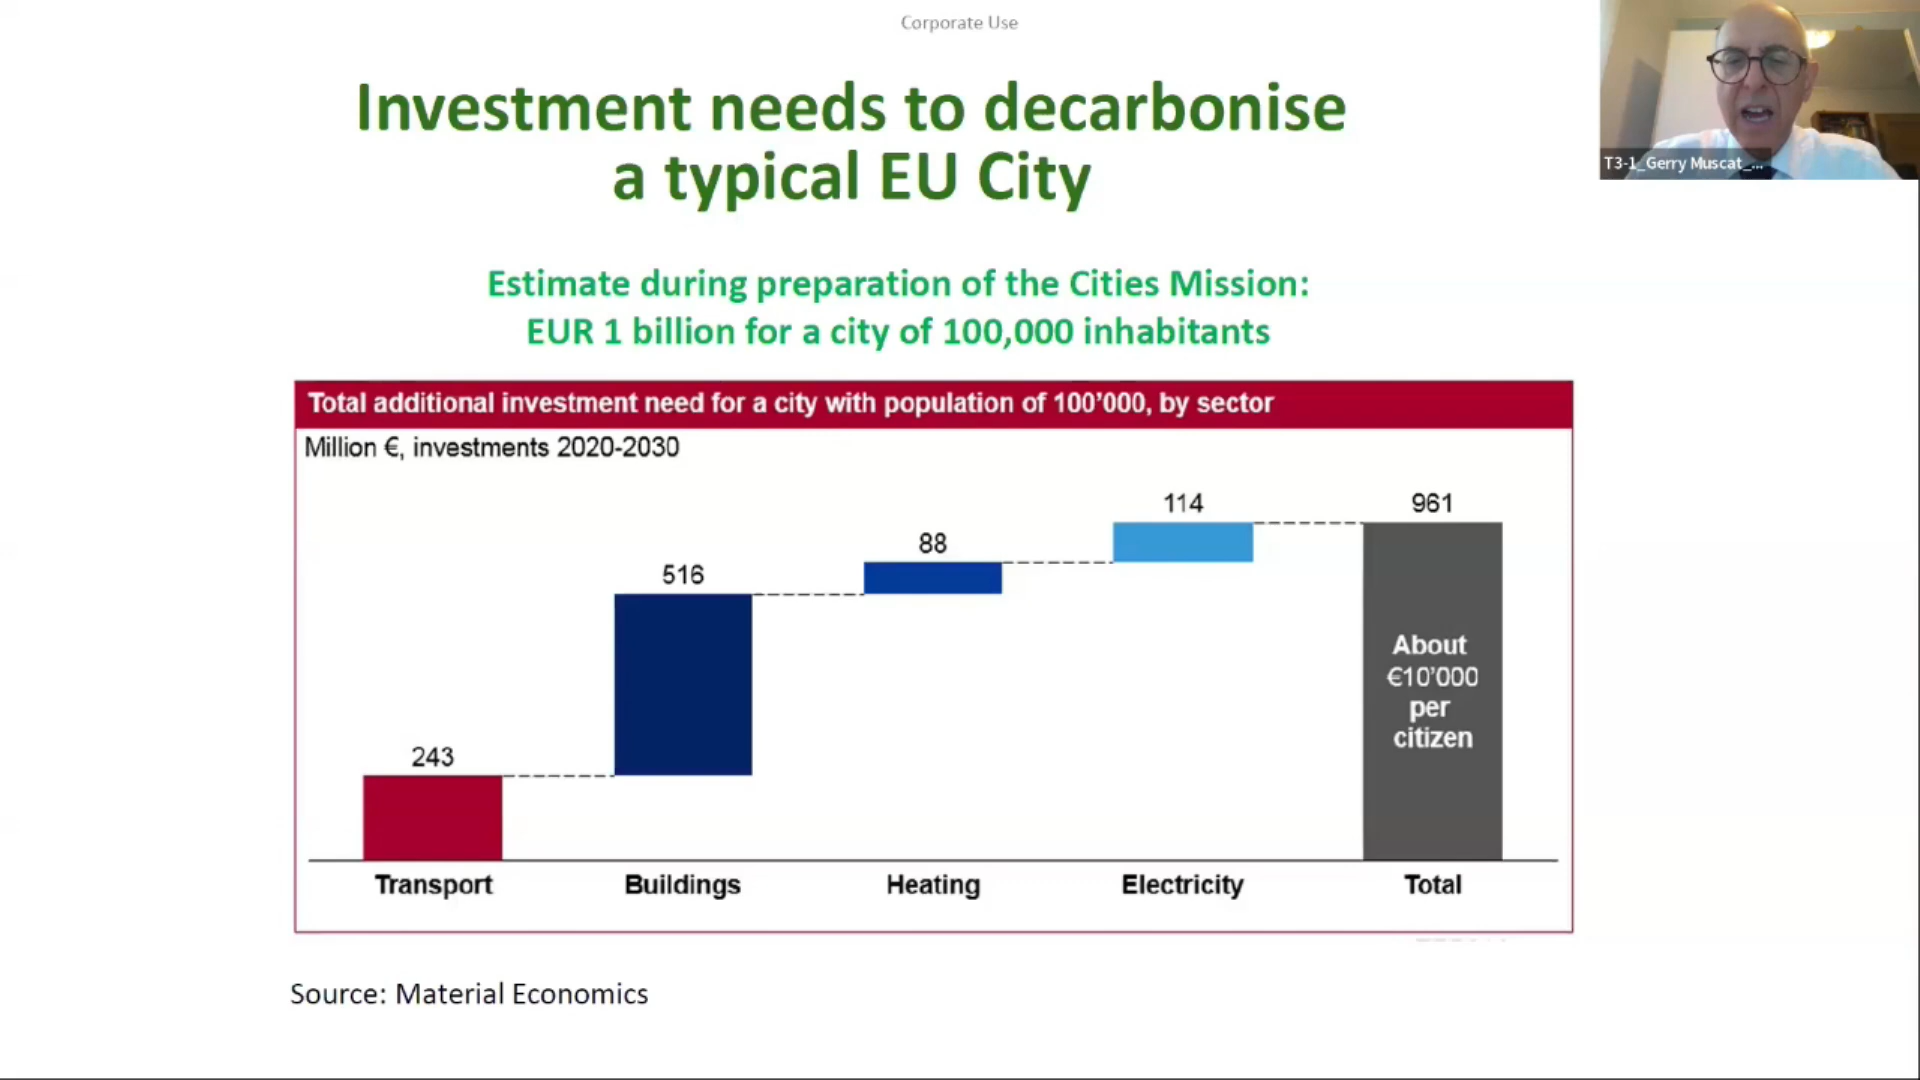 Corporate Use
Investment needs to decarbonise
a typical EU City
T3-1_Gerry Muscat_...
Estimate during preparation of the Cities Mission:
EUR 1 billion for a city of 100,000 inhabitants
Total additional investment need for a city with population of 100’000, by sector
Million €, investments 2020-2030
243
516
88
114
961
About
€10’000
per
citizen
Transport
Buildings
Heating
Electricity
Total
Source: Material Economics